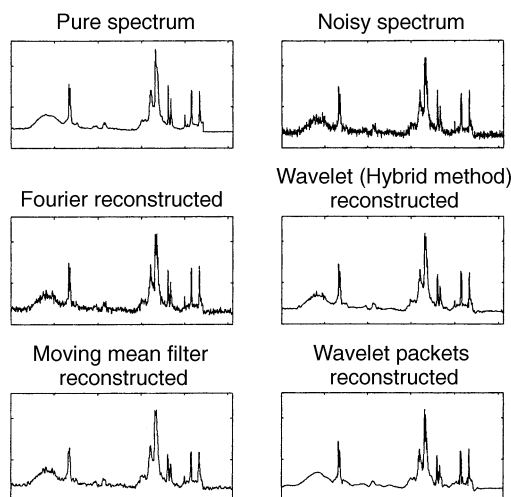 Pure spectrum
Noisy spectrum
Fourier reconstructed
Wavelet (Hybrid method)
reconstructed
Moving mean filter
reconstructed
Wavelet packets
reconstructed